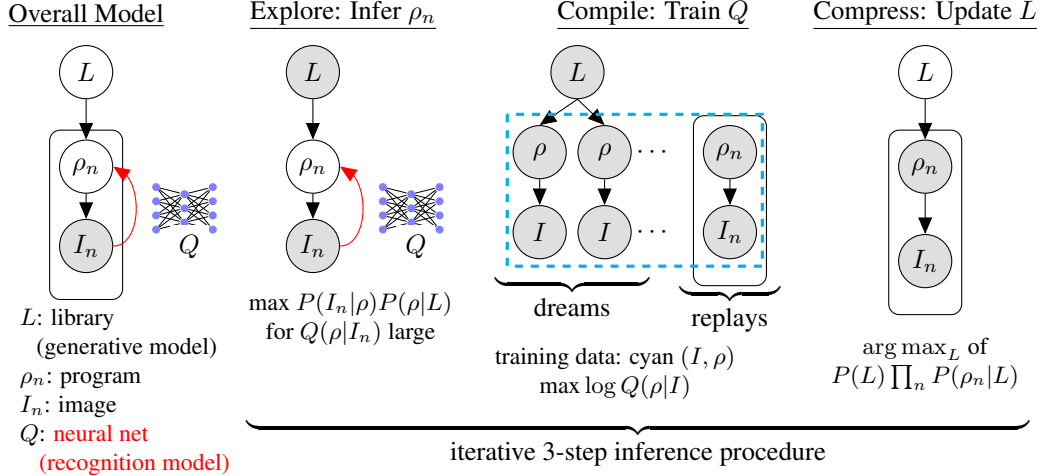 Overall Model
L
ρn
In
Q
L: library
(generative model)
ρn: program
In: image
Q: neural net
(recognition model)
Explore: Infer ρn
L
ρn
In
Q
max P(In|ρ)P(ρ|L)
for Q(ρ|In) large
Compile: Train Q
L
ρ ρ ··· ρn
I I ··· In
dreams
replays
training data: cyan (I, ρ)
max log Q(ρ|I)
Compress: Update L
L
ρn
In
arg maxL of
P(L) ∏n P(ρn|L)
iterative 3-step inference procedure